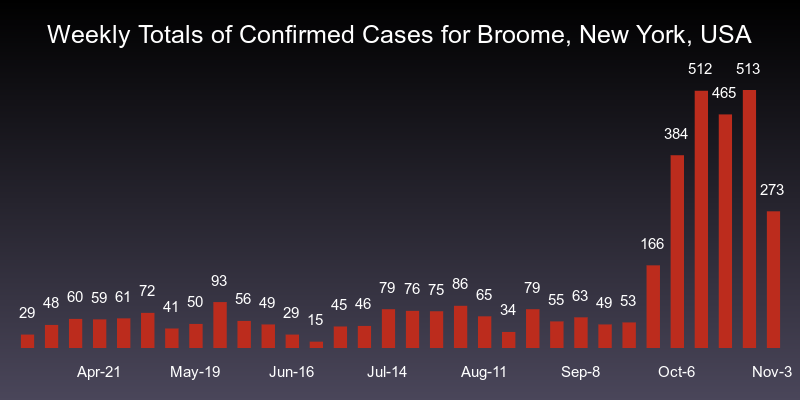 Weekly Totals of Confirmed Cases for Broome, New York, USA
29 48 60 59 61 72 41 50 93 56 49 29 15 45 46 79 76 75 86 65 34 79 55 63 49 53 166 384 512 465 513 273
Apr-21 May-19 Jun-16 Jul-14 Aug-11 Sep-8 Oct-6 Nov-3